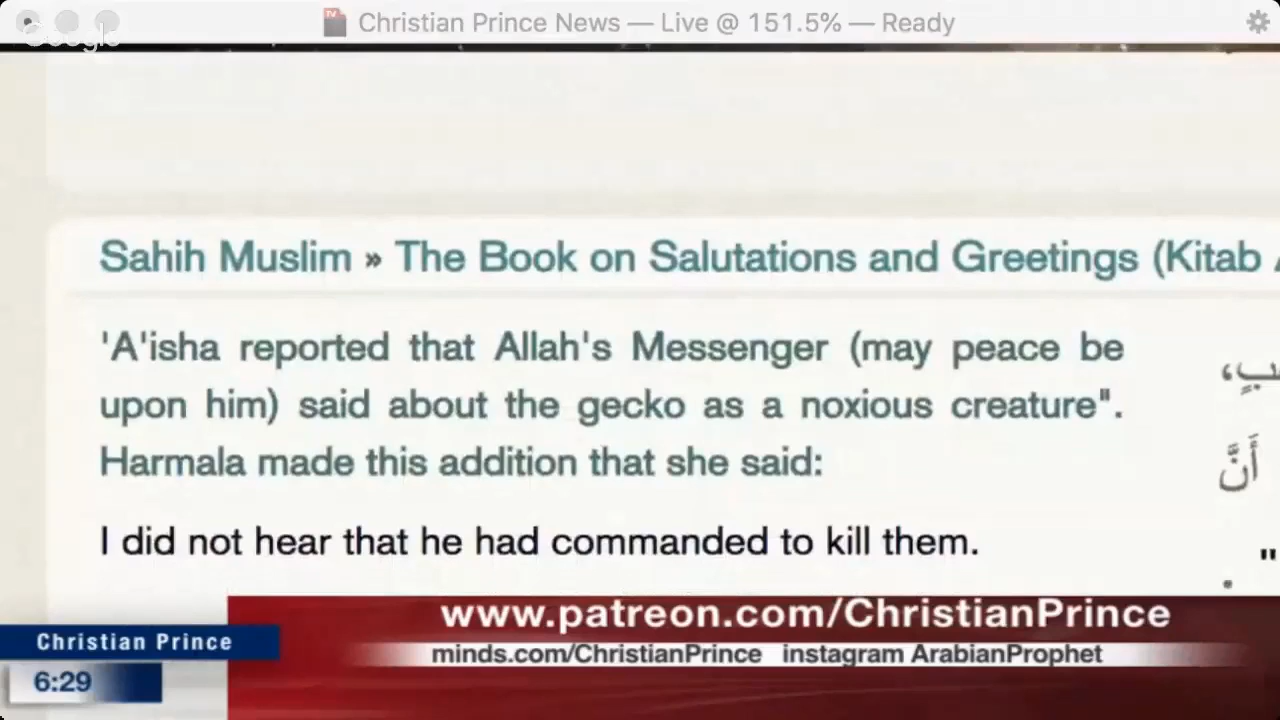 Christian Prince News — Live @ 151.5% — Ready
Google
Sahih Muslim » The Book on Salutations and Greetings (Kitab
'A'isha reported that Allah's Messenger (may peace be
upon him) said about the gecko as a noxious creature".
Harmala made this addition that she said:
I did not hear that he had commanded to kill them.
أَنَّ
" .
www.patreon.com/ChristianPrince
minds.com/ChristianPrince instagram ArabianProphet
Christian Prince
6:29